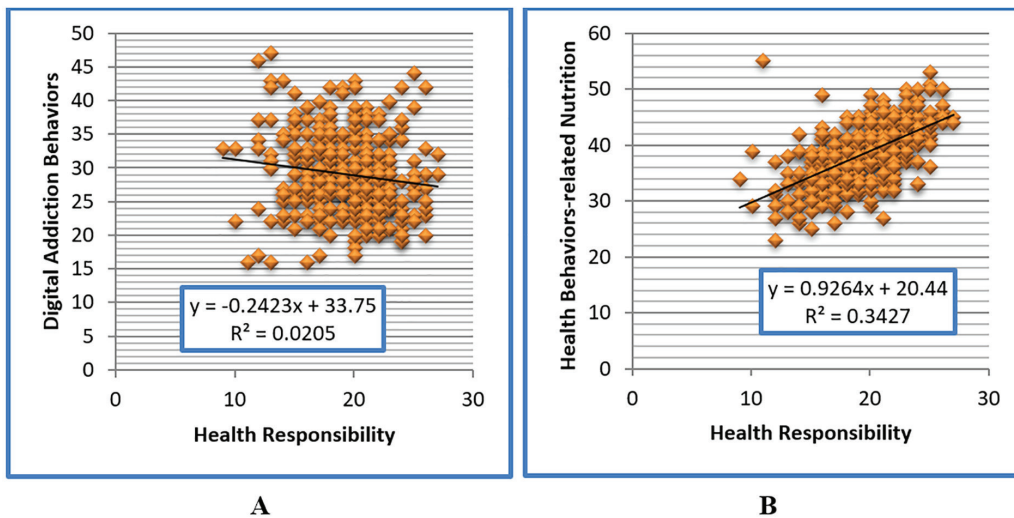 50
45
40
35
30
25
20
15
10
5
0
Digital Addiction Behaviors
y = -0.2423x + 33.75
R² = 0.0205
0 10 20 30
Health Responsibility
A
60
50
40
30
20
10
0
Health Behaviors-related Nutrition
y = 0.9264x + 20.44
R² = 0.3427
0 10 20 30
Health Responsibility
B